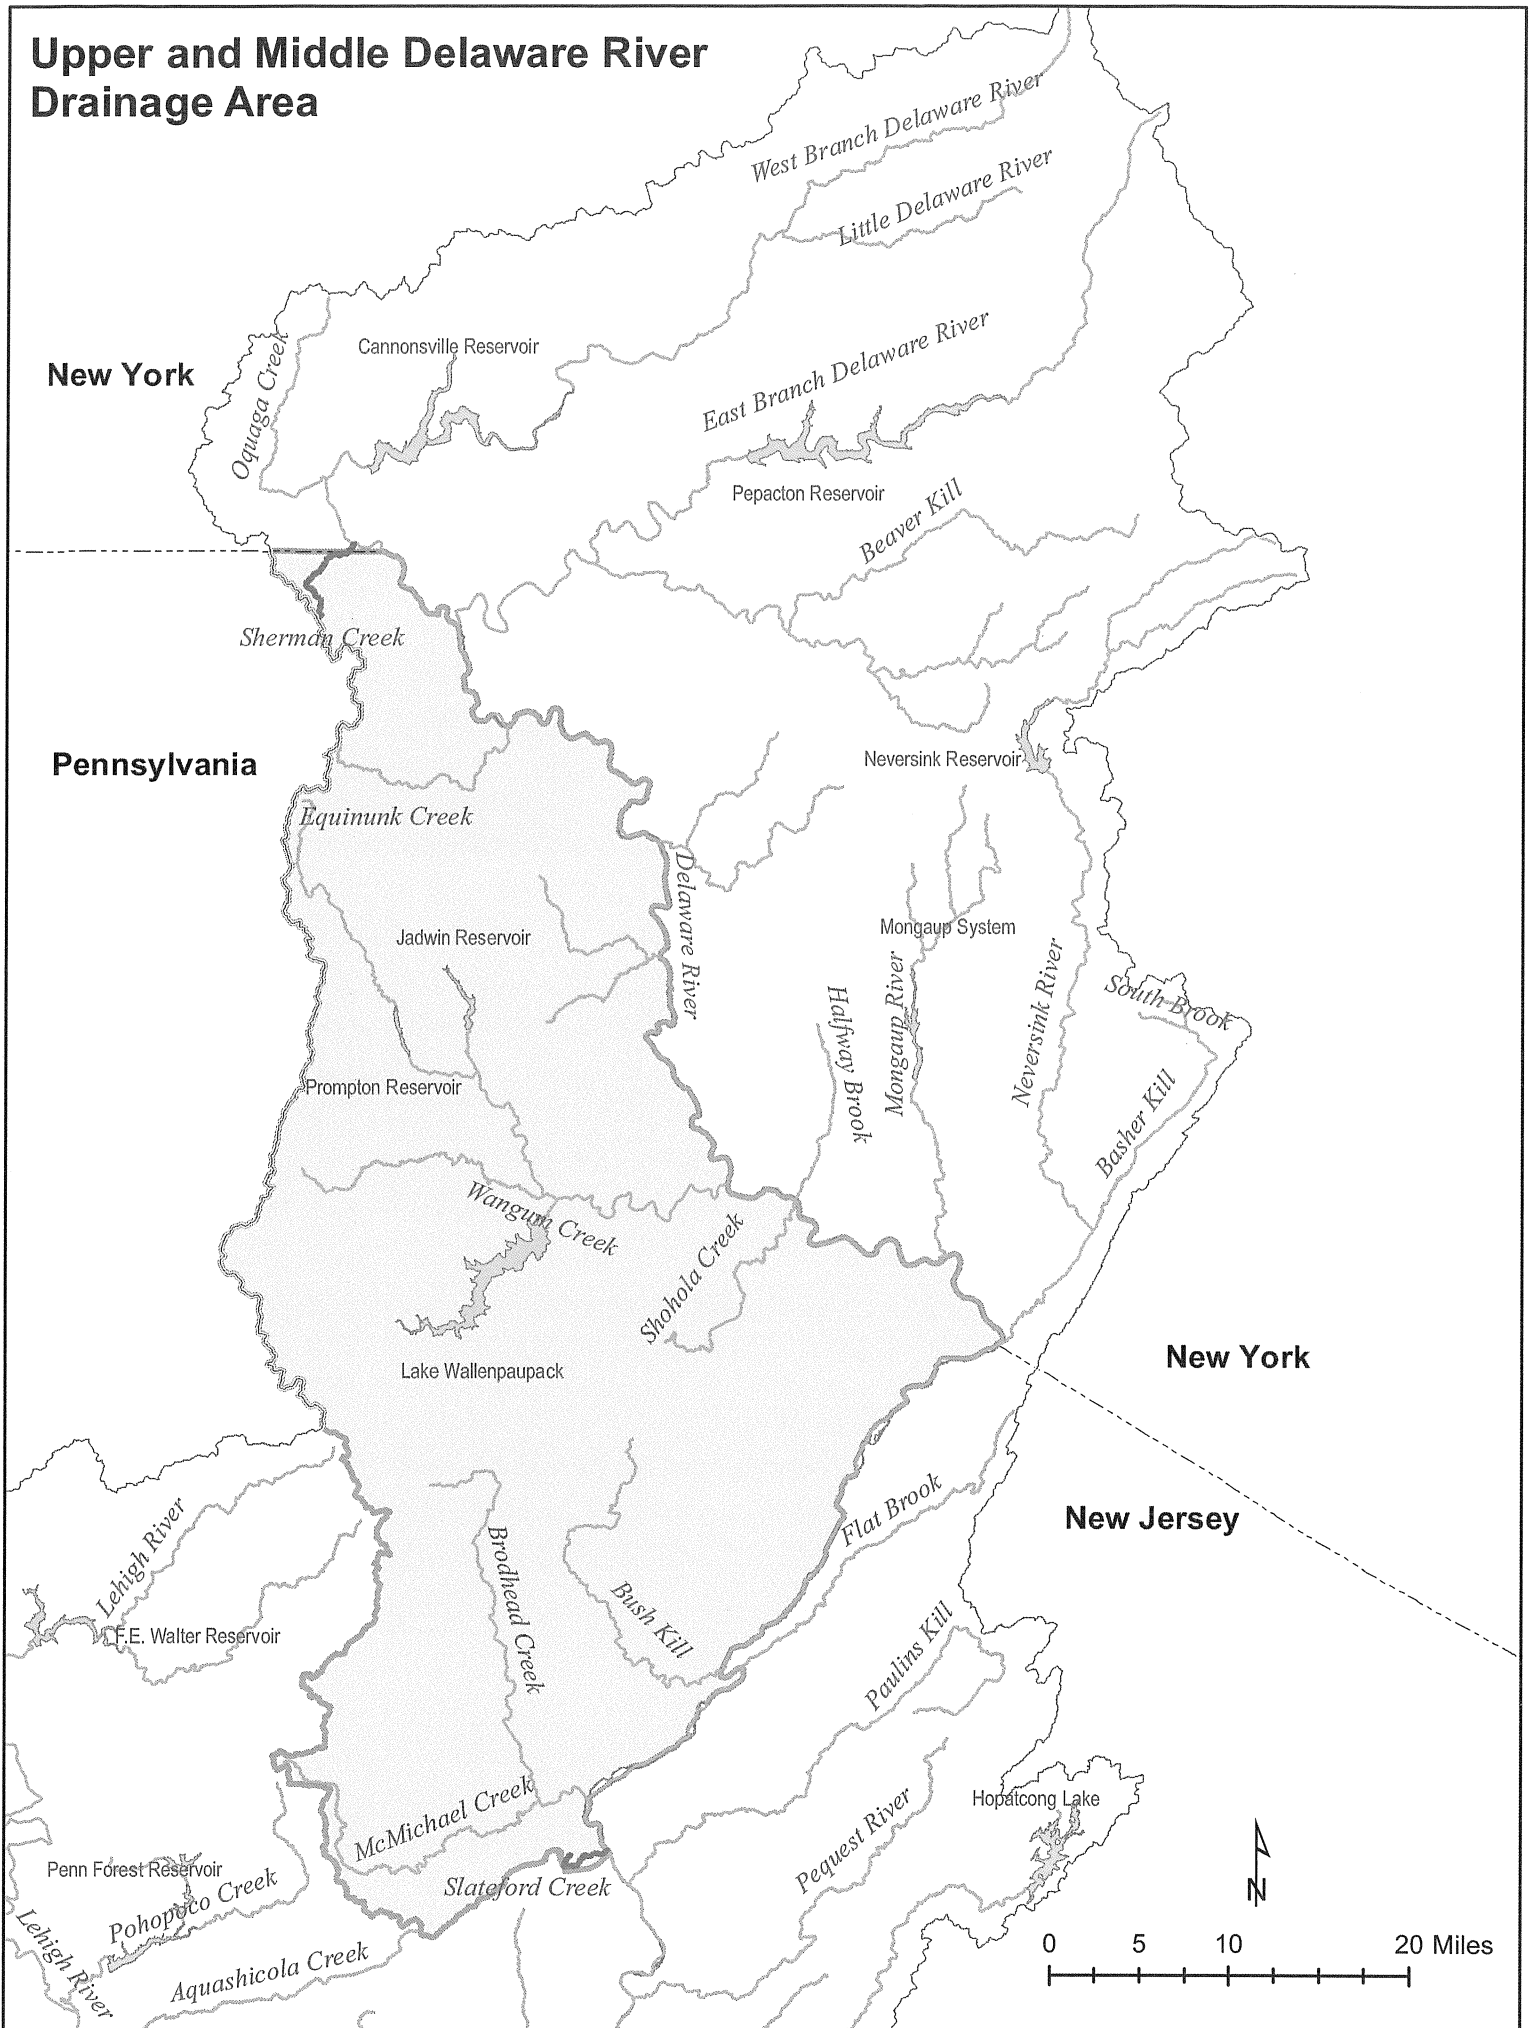 Upper and Middle Delaware River
Drainage Area
West Branch Delaware River
Little Delaware River
New York
Oquaga Creek
Cannonsville Reservoir
East Branch Delaware River
Pepacton Reservoir
Beaver Kill
Sherman Creek
Pennsylvania
Neversink Reservoir
Equinunk Creek
Delaware River
Jadwin Reservoir
Mongaup System
Halfway Brook
Mongaup River
Neversink River
South Brook
Basher Kill
Prompton Reservoir
Wangum Creek
Shohola Creek
Lake Wallenpaupack
New York
Flat Brook
New Jersey
Lehigh River
F.E. Walter Reservoir
Brodhead Creek
Bush Kill
Paulins Kill
Hopatcong Lake
McMichael Creek
Pequest River
Penn Forest Reservoir
Pohopoco Creek
Slateford Creek
Lehigh River
Aquashicola Creek
N
0 5 10 20 Miles